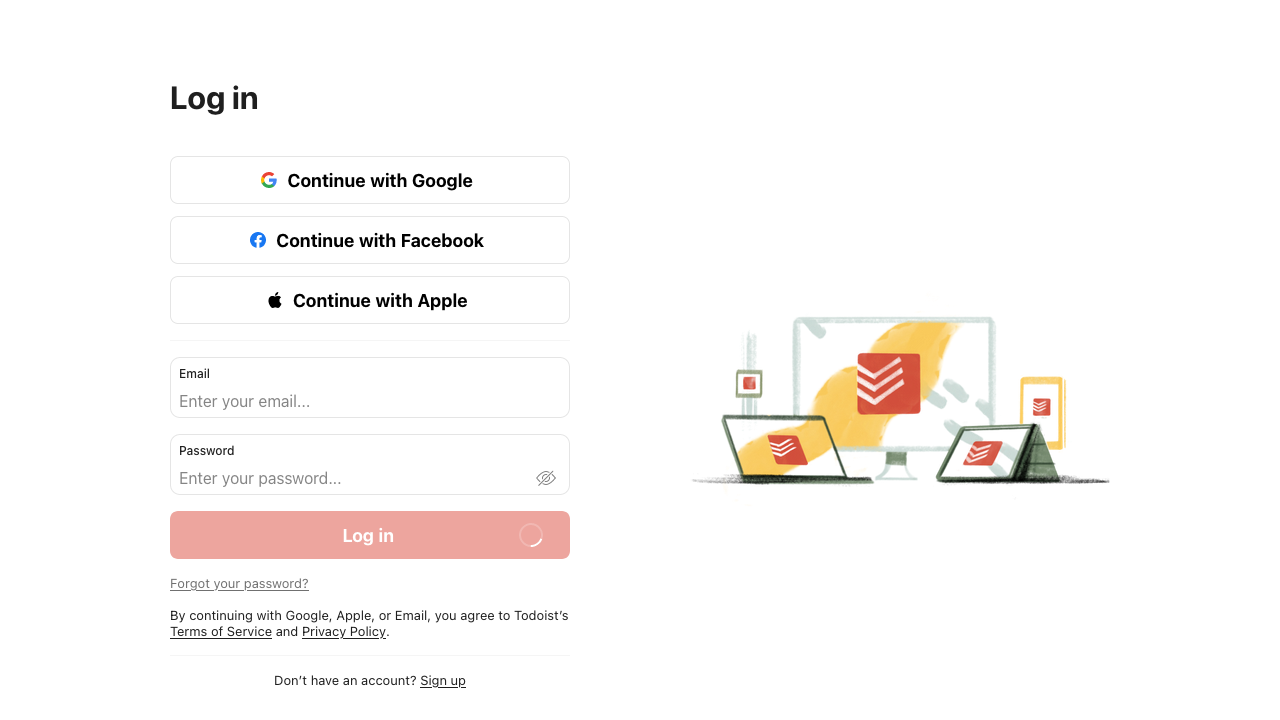 Log in
Continue with Google
Continue with Facebook
Continue with Apple
Email
Enter your email...
Password
Enter your password...
Log in
Forgot your password?
By continuing with Google, Apple, or Email, you agree to Todoist’s
Terms of Service and Privacy Policy.
Don’t have an account? Sign up